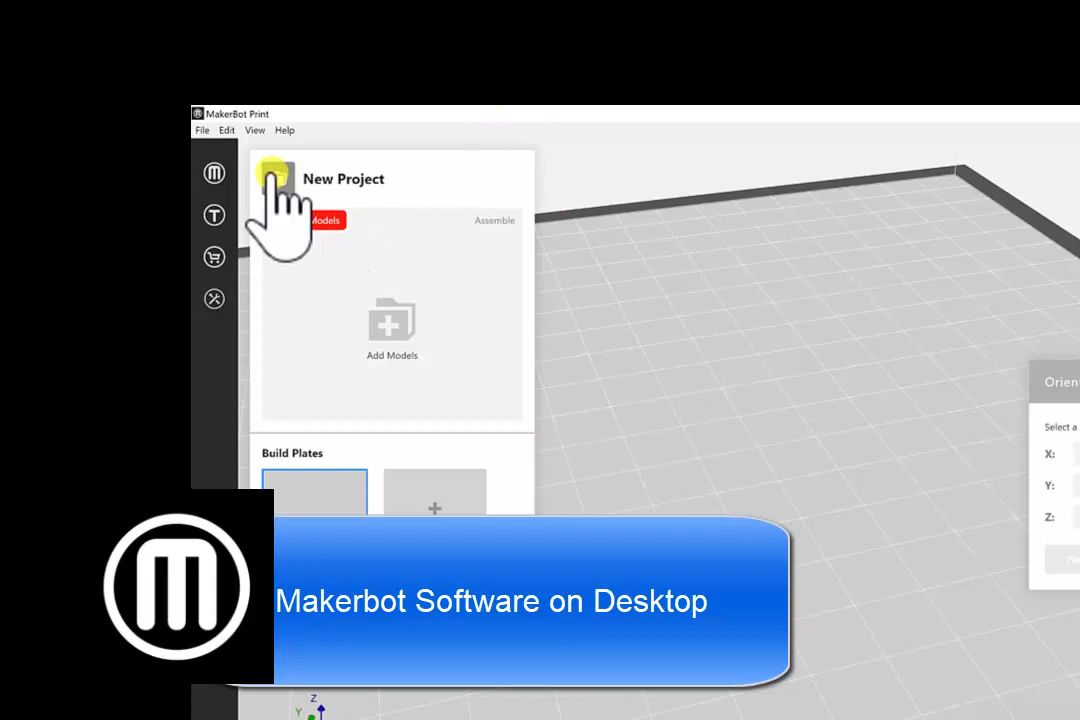 MakerBot Print
File Edit View Help
New Project
Models
Assemble
Add Models
Build Plates
Select a
X:
Y:
Z:
Makerbot Software on Desktop
Z
Y